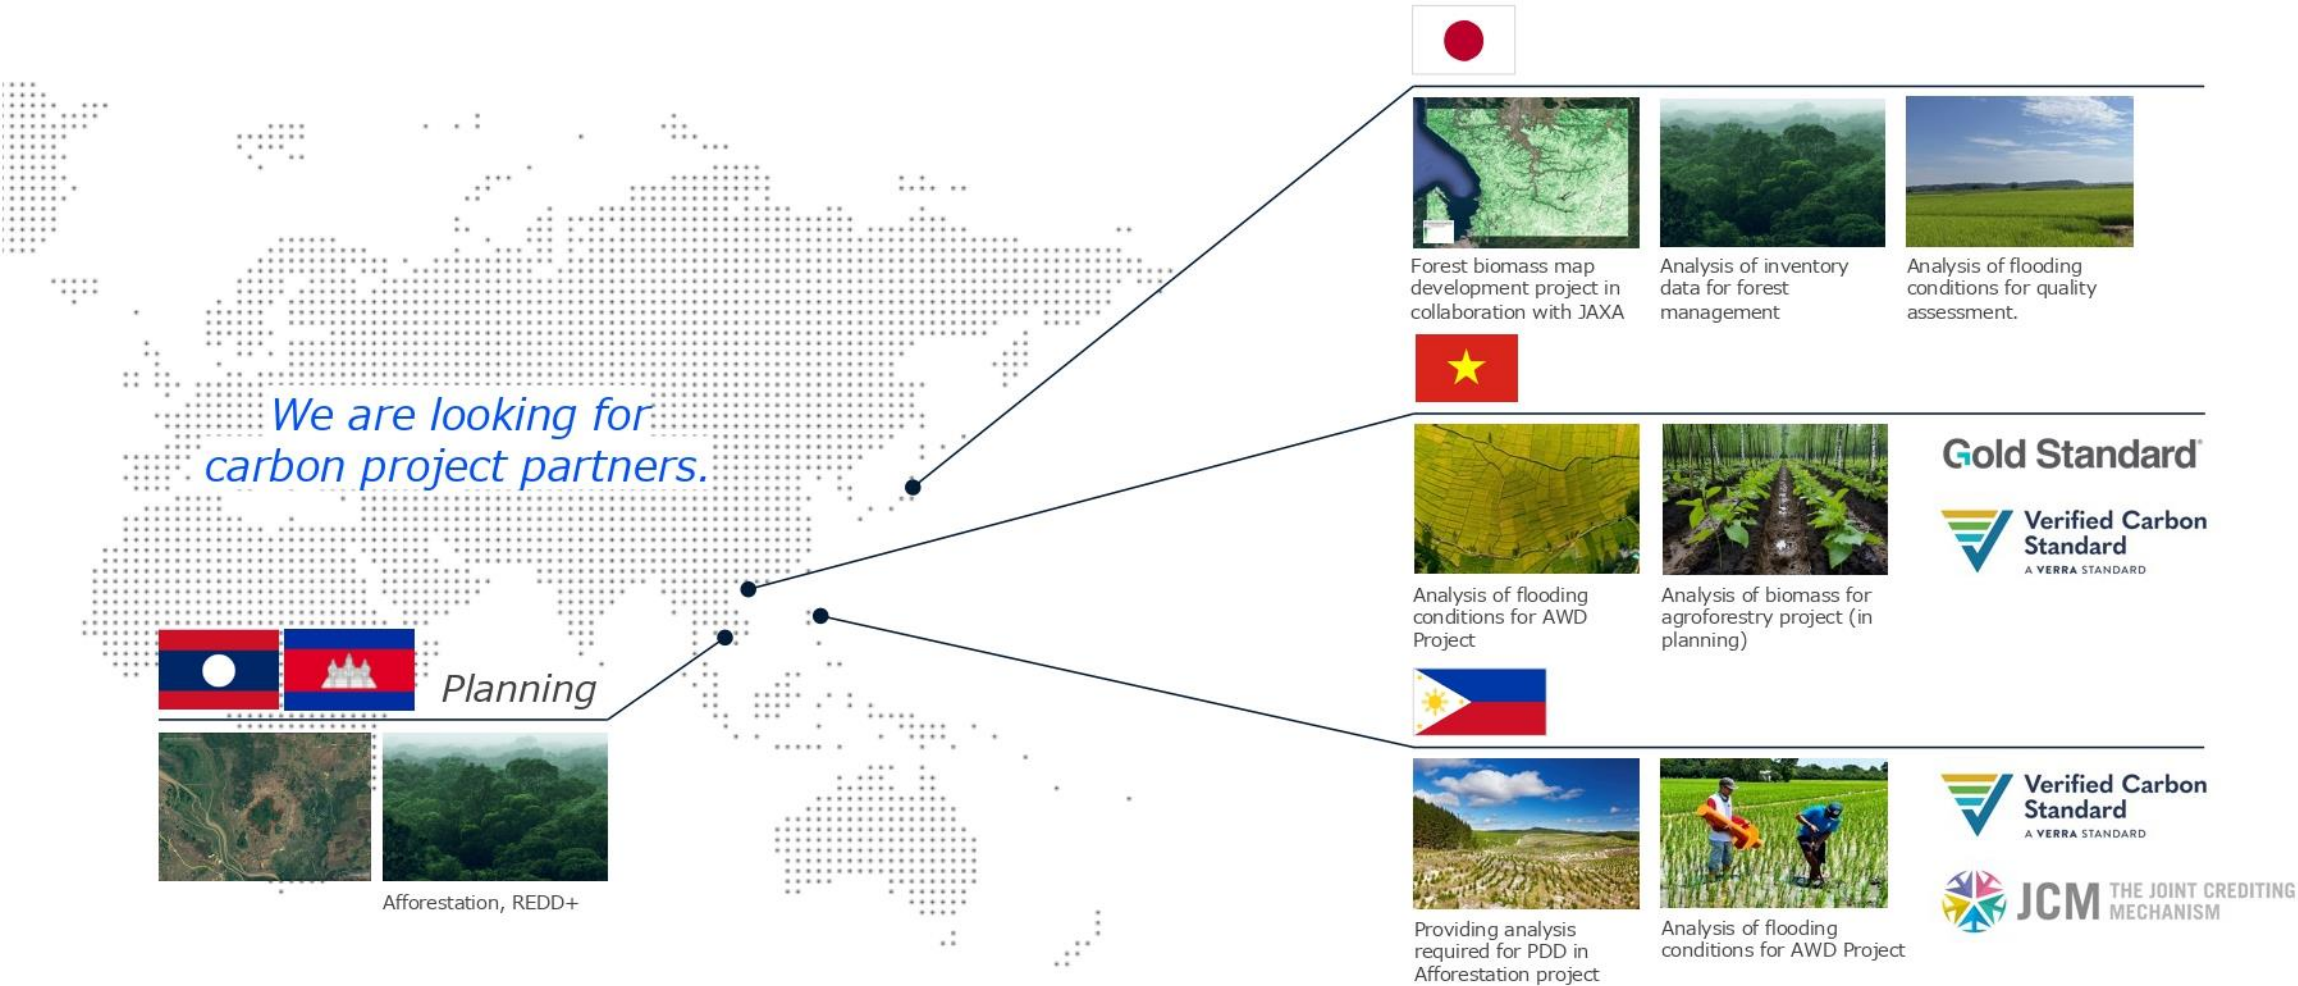 We are looking for
carbon project partners.
Forest biomass map
development project in
collaboration with JAXA
Analysis of inventory
data for forest
management
Analysis of flooding
conditions for quality
assessment.
Analysis of flooding
conditions for AWD
Project
Analysis of biomass for
agroforestry project (in
planning)
Gold Standard
Verified Carbon
Standard
A VERRA STANDARD
Planning
Afforestation, REDD+
Providing analysis
required for PDD in
Afforestation project
Analysis of flooding
conditions for AWD Project
Verified Carbon
Standard
A VERRA STANDARD
JCM THE JOINT CREDITING
MECHANISM